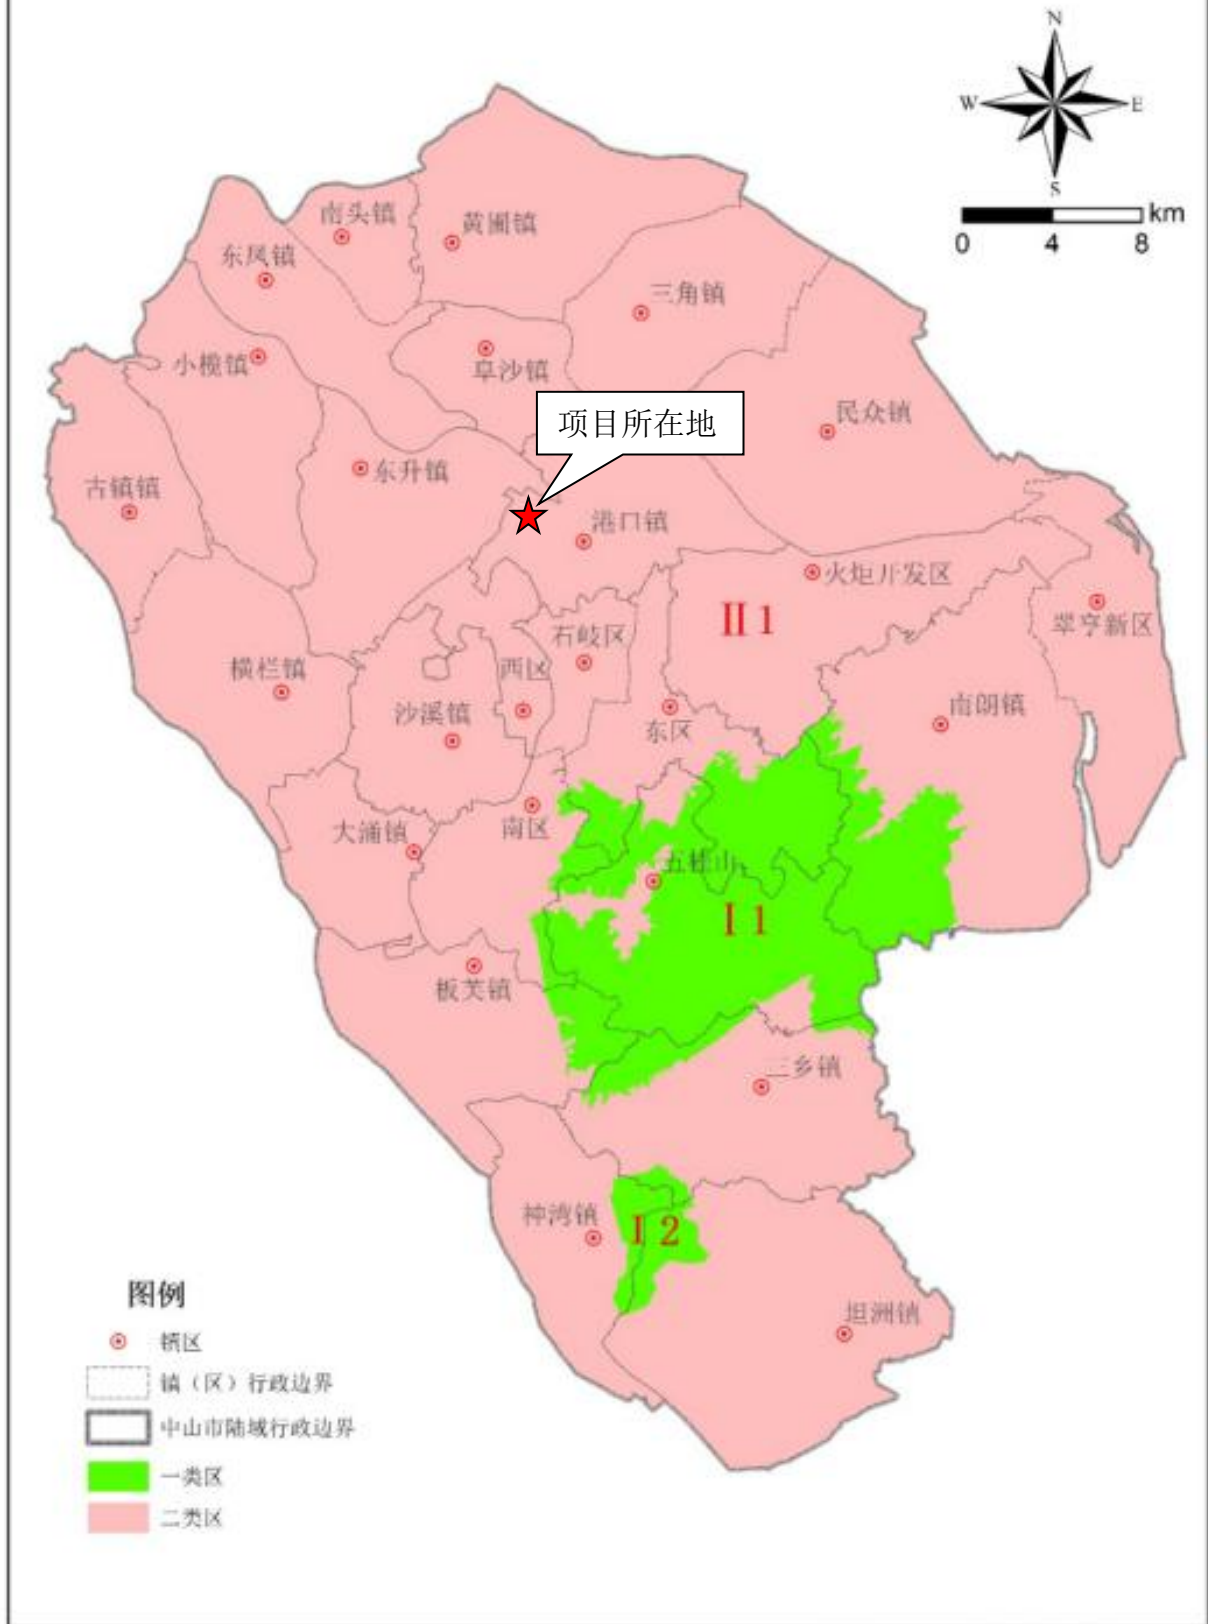 N
W
E
S
km
0
4
8
南头镇
黄圃镇
东凤镇
三角镇
小榄镇
阜沙镇
项目所在地
民众镇
古镇镇
东升镇
港口镇
火炬开发区
II 1
翠亨新区
石岐区
横栏镇
西区
沙溪镇
东区
南朗镇
大涌镇
南区
五桂山
I 1
板芙镇
三乡镇
神湾镇
I 2
坦洲镇
图例
镇区
镇（区）行政边界
中山市陆域行政边界
一类区
二类区